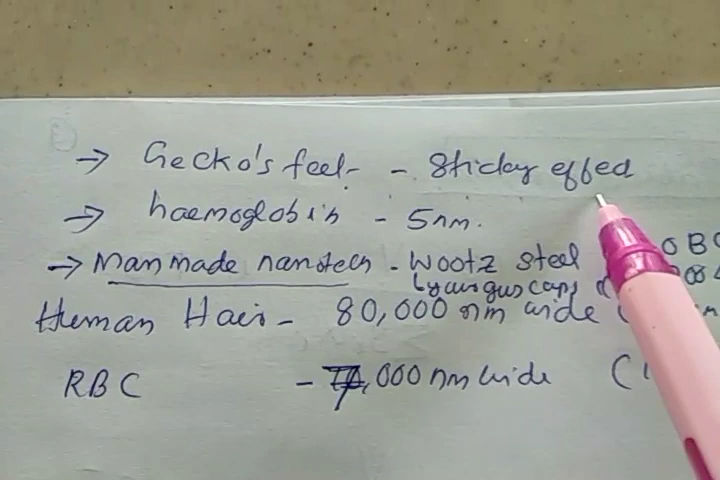 → Gecko's feet - - Sticky effect
→ haemoglobin - 5nm.
→ Man made nanotech - Wootz steel
Lycurgus cups (
Human Hair - 80,000 nm wide (
RBC - 7,000 nm wide (